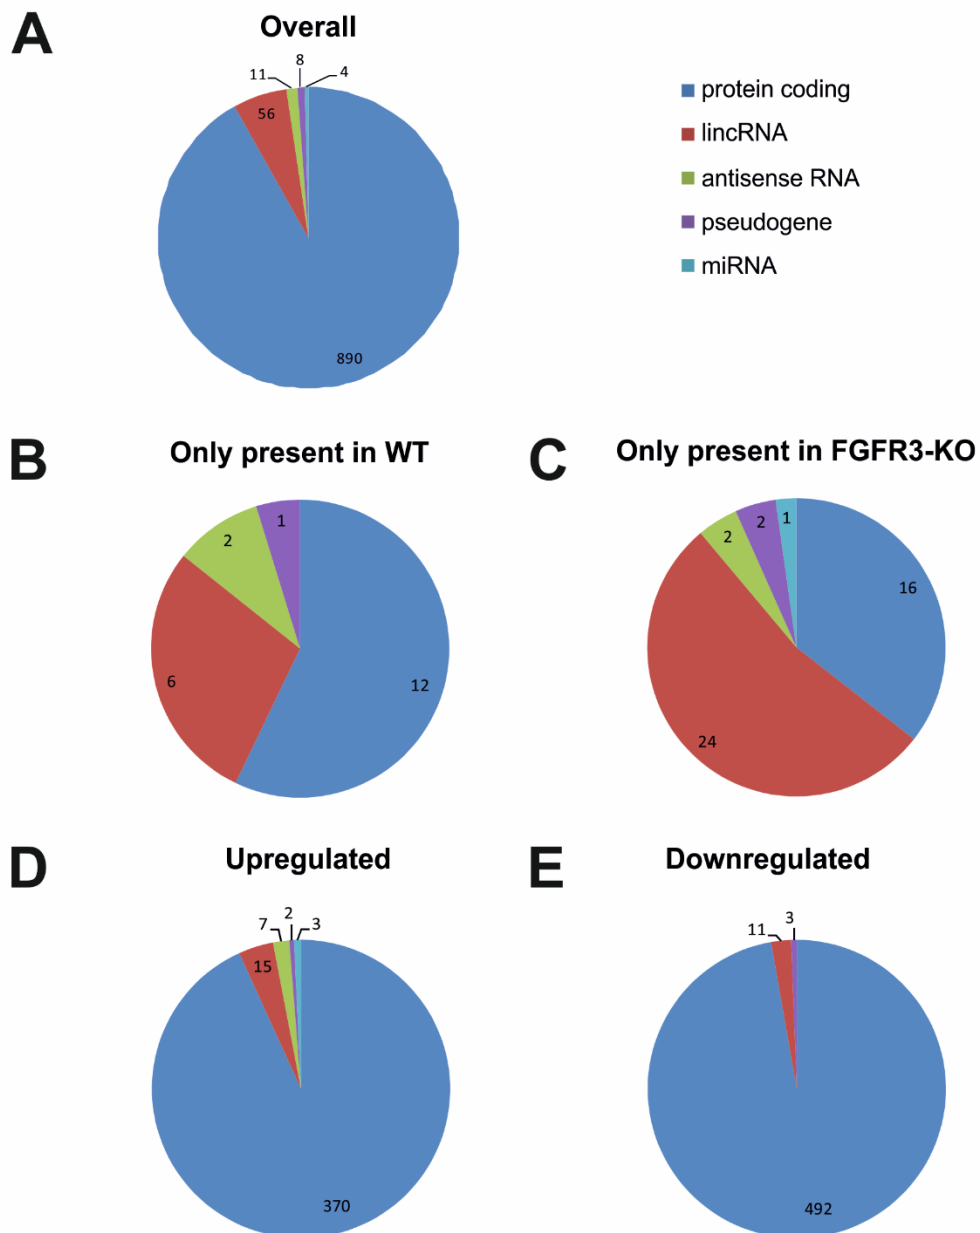 A
Overall
8
11
4
56
890
protein coding
lincRNA
antisense RNA
pseudogene
miRNA
B
Only present in WT
1
2
6
12
C
Only present in FGFR3-KO
1
2
2
16
24
D
Upregulated
2
7
3
15
370
E
Downregulated
3
11
492